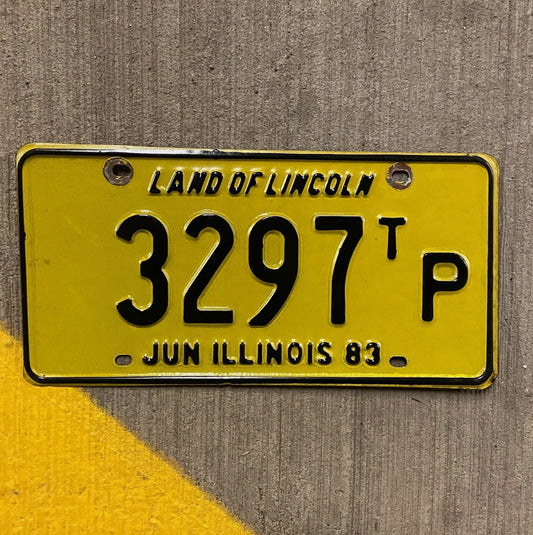 LAND OF LINCOLN
3297 T P
JUN ILLINOIS 83